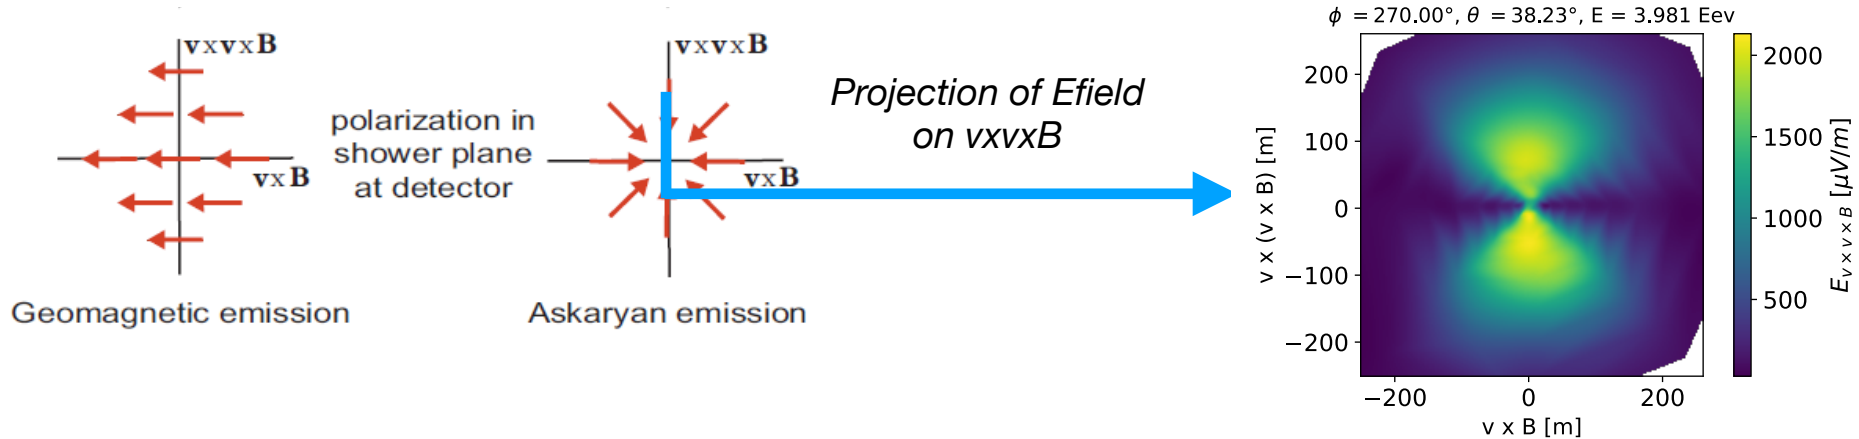 vxvxB
vxB
Geomagnetic emission
polarization in
shower plane
at detector
vxvxB
vxB
Askaryan emission
Projection of Efield
on vxvxB
ϕ = 270.00°, θ = 38.23°, E = 3.981 Eev
v x (v x B) [m]
200
100
0
−100
−200
−200
0
200
v x B [m]
2000
1500
1000
500
E v × v × B [μV/m]